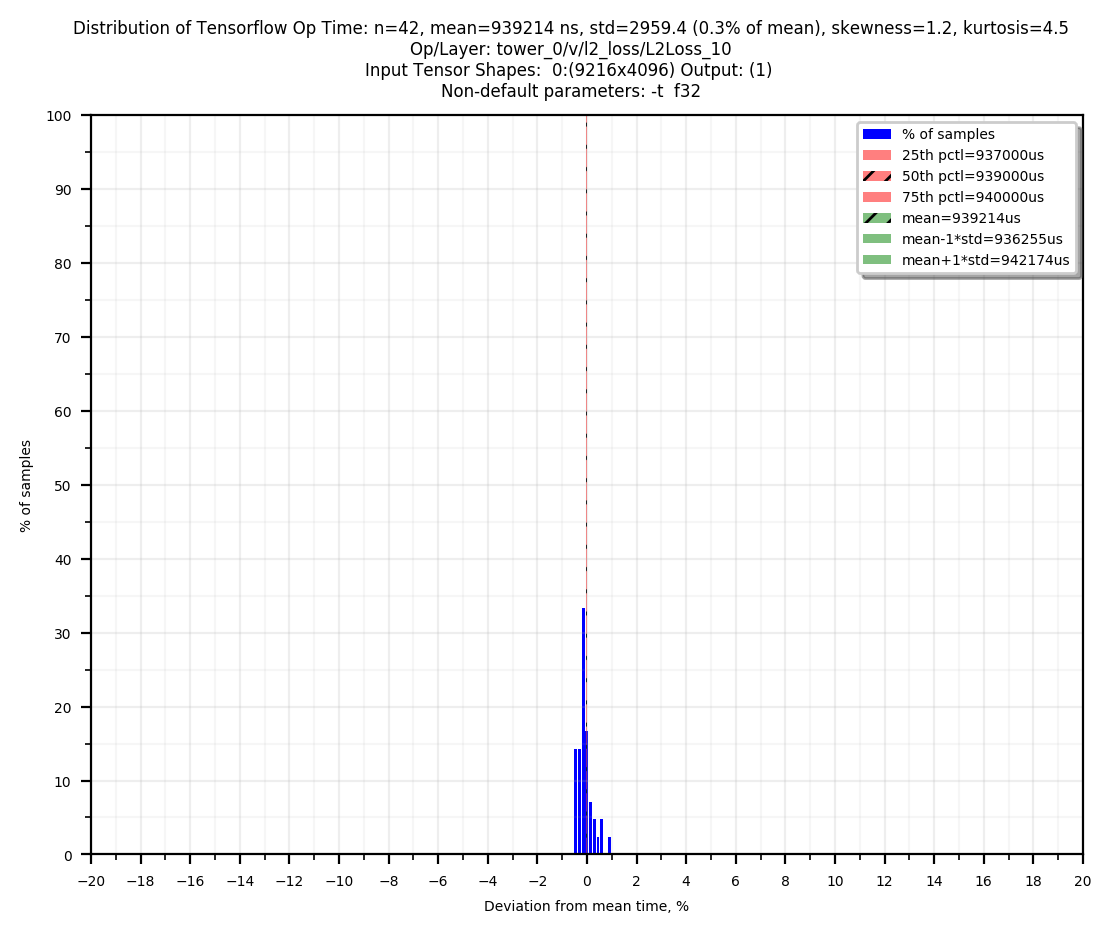 Distribution of Tensorflow Op Time: n=42, mean=939214 ns, std=2959.4 (0.3% of mean), skewness=1.2, kurtosis=4.5
Op/Layer: tower_0/v/l2_loss/L2Loss_10
Input Tensor Shapes:  0:(9216x4096) Output: (1)
Non-default parameters: -t  f32
% of samples
25th pctl=937000us
50th pctl=939000us
75th pctl=940000us
mean=939214us
mean-1*std=936255us
mean+1*std=942174us
100
90
80
70
60
50
40
30
20
10
0
% of samples
−20 −18 −16 −14 −12 −10 −8 −6 −4 −2 0 2 4 6 8 10 12 14 16 18 20
Deviation from mean time, %